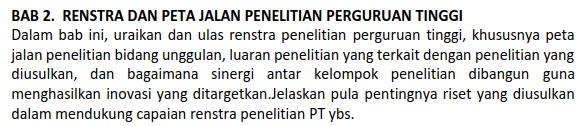 BAB 2. RENSTRA DAN PETA JALAN PENELITIAN PERGURUAN TINGGI
Dalam bab ini, uraikan dan ulas renstra penelitian perguruan tinggi, khususnya peta
jalan penelitian bidang unggulan, luaran penelitian yang terkait dengan penelitian yang
diusulkan, dan bagaimana sinergi antar kelompok penelitian dibangun guna
menghasilkan inovasi yang ditargetkan.Jelaskan pula pentingnya riset yang diusulkan
dalam mendukung capaian renstra penelitian PT ybs.